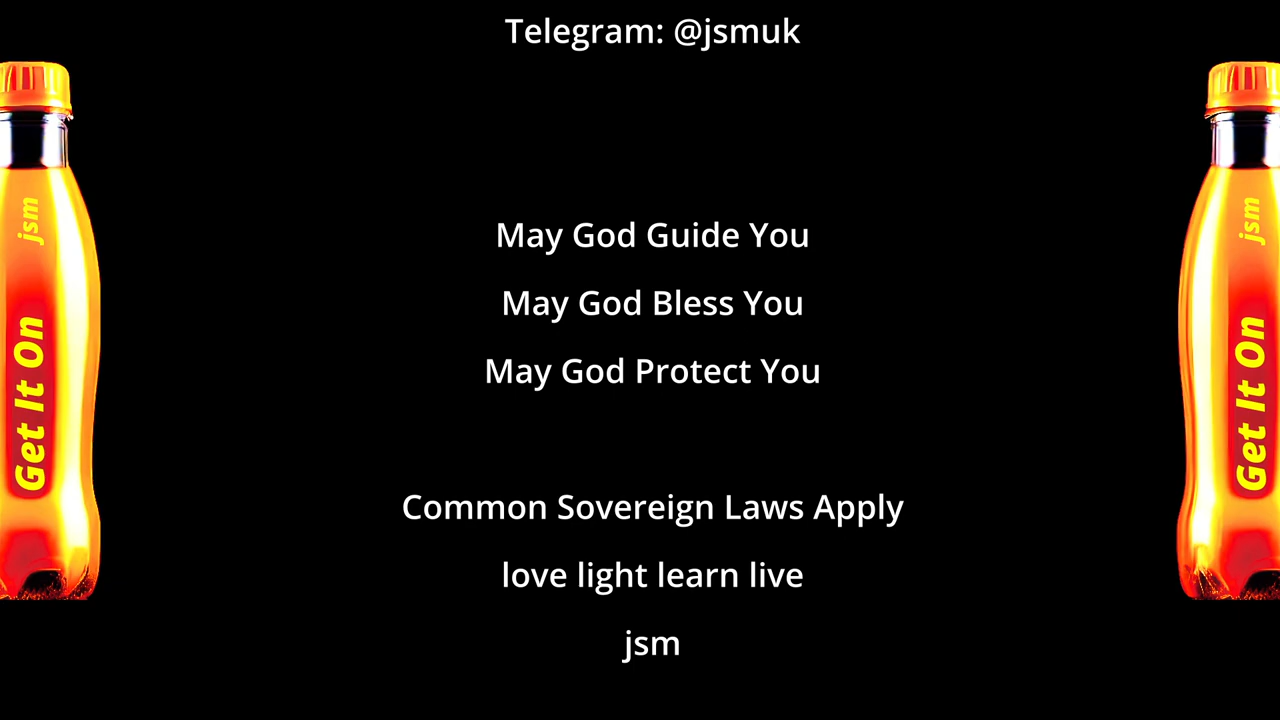 Telegram: @jsmuk
May God Guide You
May God Bless You
May God Protect You
Common Sovereign Laws Apply
love light learn live
jsm
jsm
Get It On
jsm
Get It On